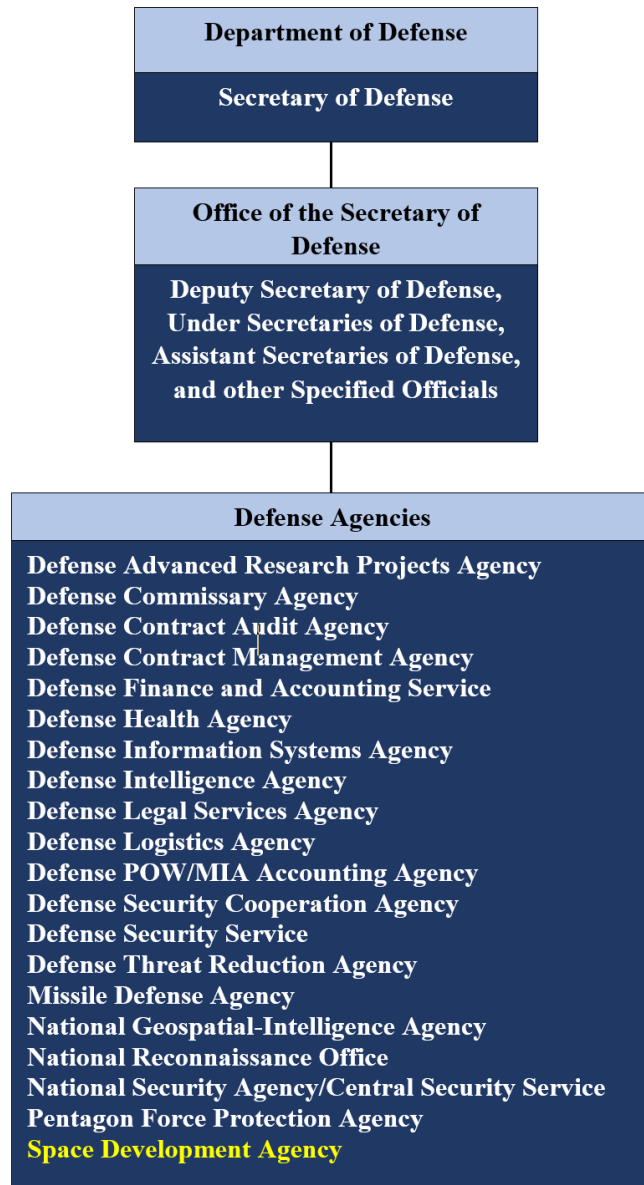 Department of Defense
Secretary of Defense
Office of the Secretary of
Defense
Deputy Secretary of Defense,
Under Secretaries of Defense,
Assistant Secretaries of Defense,
and other Specified Officials
Defense Agencies
Defense Advanced Research Projects Agency
Defense Commissary Agency
Defense Contract Audit Agency
Defense Contract Management Agency
Defense Finance and Accounting Service
Defense Health Agency
Defense Information Systems Agency
Defense Intelligence Agency
Defense Legal Services Agency
Defense Logistics Agency
Defense POW/MIA Accounting Agency
Defense Security Cooperation Agency
Defense Security Service
Defense Threat Reduction Agency
Missile Defense Agency
National Geospatial-Intelligence Agency
National Reconnaissance Office
National Security Agency/Central Security Service
Pentagon Force Protection Agency
Space Development Agency